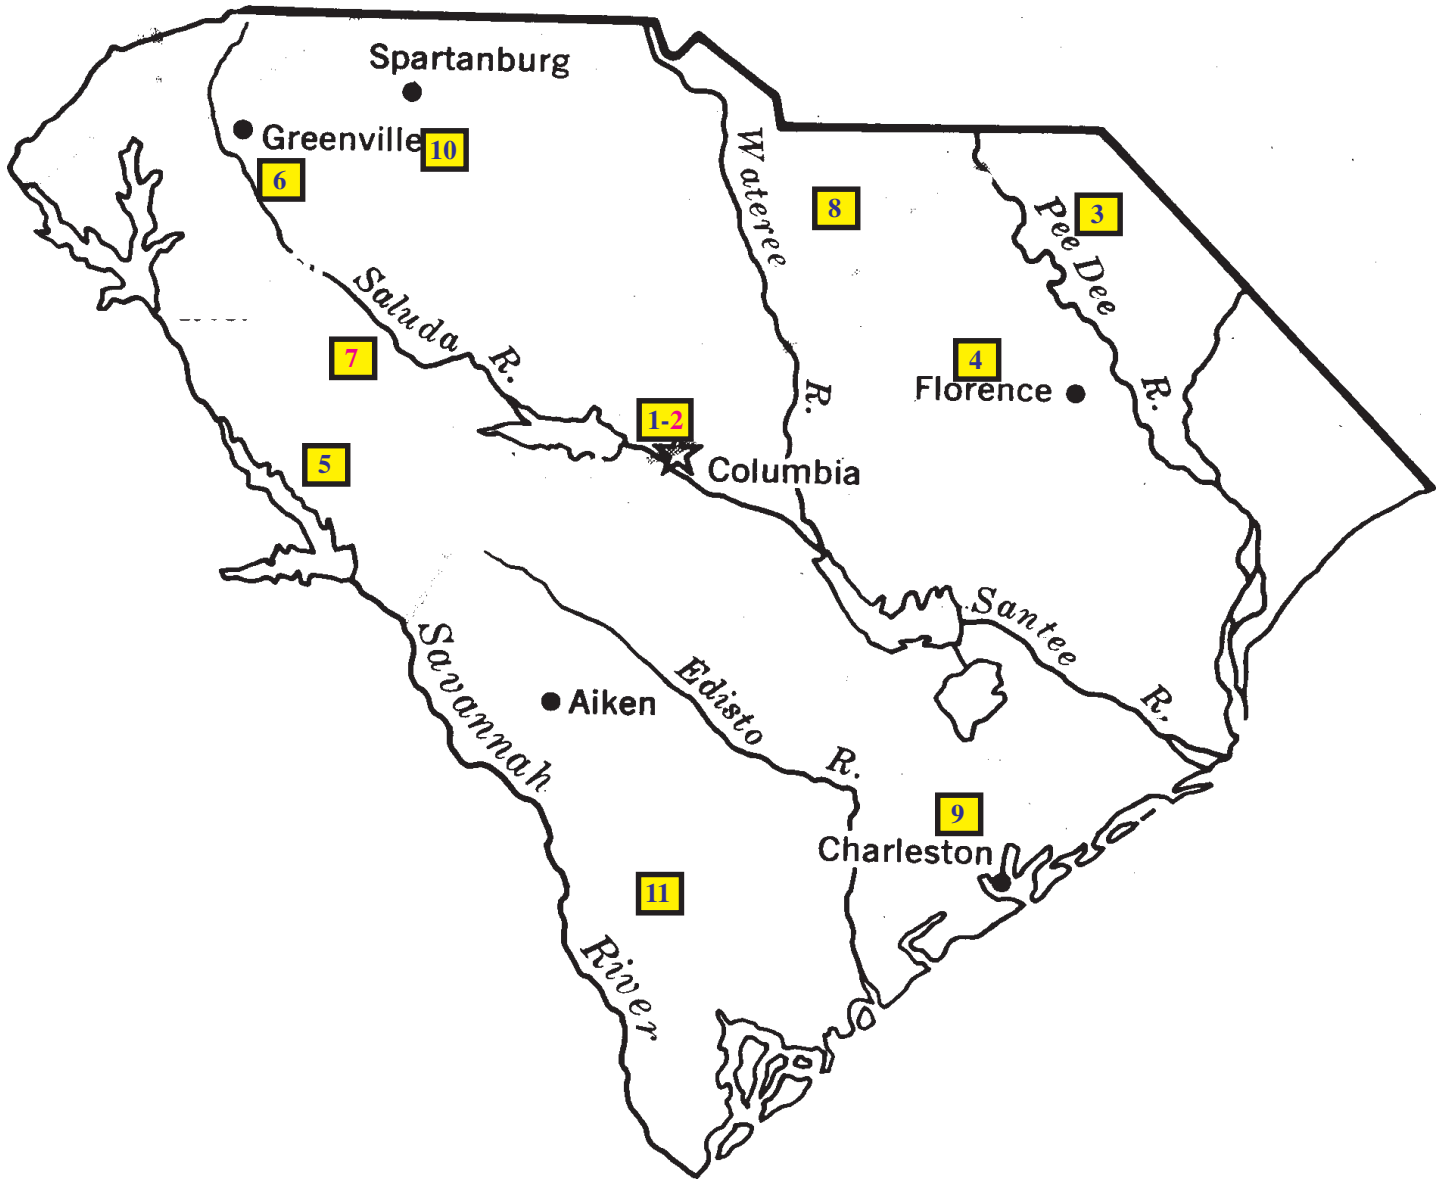 Spartanburg
Greenville
10
6
Wateree
R.
8
Pee Dee
R.
3
Saluda
R.
7
4
Florence
1-2
Columbia
5
Santee
R.
Savannah
River
Edisto
R.
Aiken
9
Charleston
11